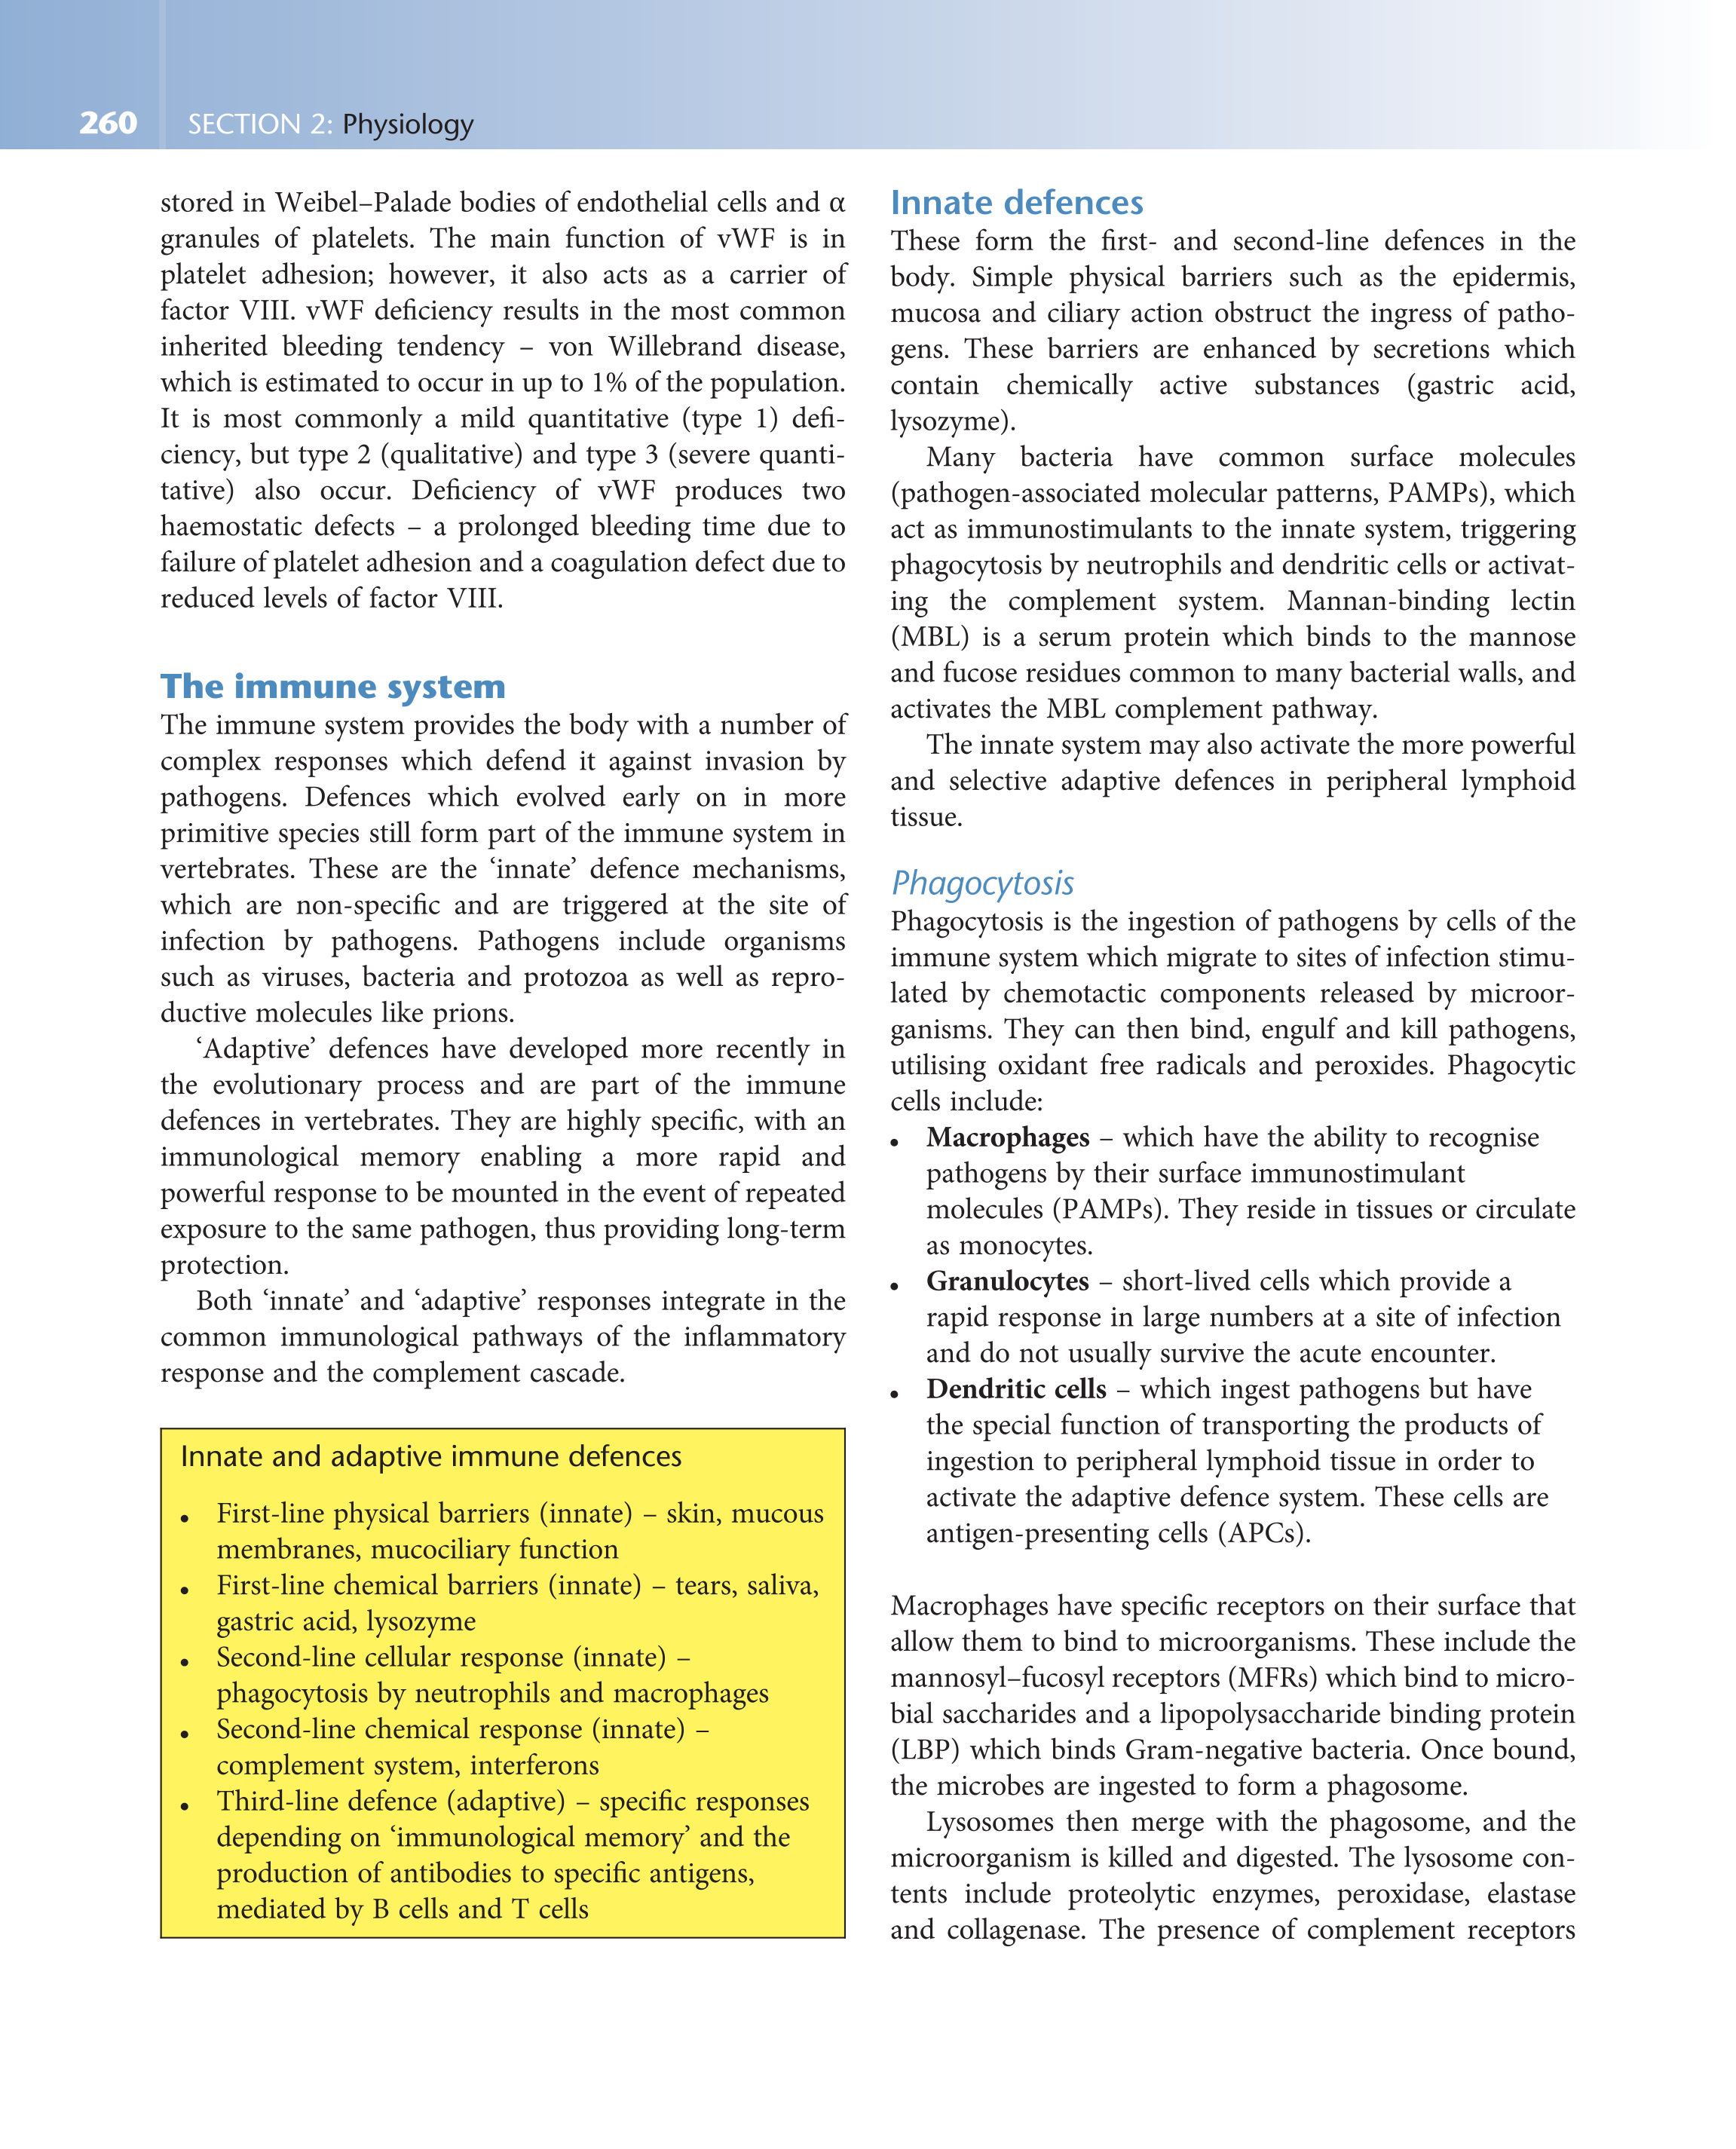 260 SECTION 2: Physiology
stored in Weibel–Palade bodies of endothelial cells and α
granules of platelets. The main function of vWF is in
platelet adhesion; however, it also acts as a carrier of
factor VIII. vWF deficiency results in the most common
inherited bleeding tendency – von Willebrand disease,
which is estimated to occur in up to 1% of the population.
It is most commonly a mild quantitative (type 1) defi-
ciency, but type 2 (qualitative) and type 3 (severe quanti-
tative) also occur. Deficiency of vWF produces two
haemostatic defects – a prolonged bleeding time due to
failure of platelet adhesion and a coagulation defect due to
reduced levels of factor VIII.
The immune system
The immune system provides the body with a number of
complex responses which defend it against invasion by
pathogens. Defences which evolved early on in more
primitive species still form part of the immune system in
vertebrates. These are the ‘innate’ defence mechanisms,
which are non-specific and are triggered at the site of
infection by pathogens. Pathogens include organisms
such as viruses, bacteria and protozoa as well as repro-
ductive molecules like prions.
‘Adaptive’ defences have developed more recently in
the evolutionary process and are part of the immune
defences in vertebrates. They are highly specific, with an
immunological memory enabling a more rapid and
powerful response to be mounted in the event of repeated
exposure to the same pathogen, thus providing long-term
protection.
Both ‘innate’ and ‘adaptive’ responses integrate in the
common immunological pathways of the inflammatory
response and the complement cascade.
Innate and adaptive immune defences
• First-line physical barriers (innate) – skin, mucous
membranes, mucociliary function
• First-line chemical barriers (innate) – tears, saliva,
gastric acid, lysozyme
• Second-line cellular response (innate) –
phagocytosis by neutrophils and macrophages
• Second-line chemical response (innate) –
complement system, interferons
• Third-line defence (adaptive) – specific responses
depending on ‘immunological memory’ and the
production of antibodies to specific antigens,
mediated by B cells and T cells
Innate defences
These form the first- and second-line defences in the
body. Simple physical barriers such as the epidermis,
mucosa and ciliary action obstruct the ingress of patho-
gens. These barriers are enhanced by secretions which
contain chemically active substances (gastric acid,
lysozyme).
Many bacteria have common surface molecules
(pathogen-associated molecular patterns, PAMPs), which
act as immunostimulants to the innate system, triggering
phagocytosis by neutrophils and dendritic cells or activat-
ing the complement system. Mannan-binding lectin
(MBL) is a serum protein which binds to the mannose
and fucose residues common to many bacterial walls, and
activates the MBL complement pathway.
The innate system may also activate the more powerful
and selective adaptive defences in peripheral lymphoid
tissue.
Phagocytosis
Phagocytosis is the ingestion of pathogens by cells of the
immune system which migrate to sites of infection stimu-
lated by chemotactic components released by microor-
ganisms. They can then bind, engulf and kill pathogens,
utilising oxidant free radicals and peroxides. Phagocytic
cells include:
• Macrophages – which have the ability to recognise
pathogens by their surface immunostimulant
molecules (PAMPs). They reside in tissues or circulate
as monocytes.
• Granulocytes – short-lived cells which provide a
rapid response in large numbers at a site of infection
and do not usually survive the acute encounter.
• Dendritic cells – which ingest pathogens but have
the special function of transporting the products of
ingestion to peripheral lymphoid tissue in order to
activate the adaptive defence system. These cells are
antigen-presenting cells (APCs).
Macrophages have specific receptors on their surface that
allow them to bind to microorganisms. These include the
mannosyl–fucosyl receptors (MFRs) which bind to micro-
bial saccharides and a lipopolysaccharide binding protein
(LBP) which binds Gram-negative bacteria. Once bound,
the microbes are ingested to form a phagosome.
Lysosomes then merge with the phagosome, and the
microorganism is killed and digested. The lysosome con-
tents include proteolytic enzymes, peroxidase, elastase
and collagenase. The presence of complement receptors